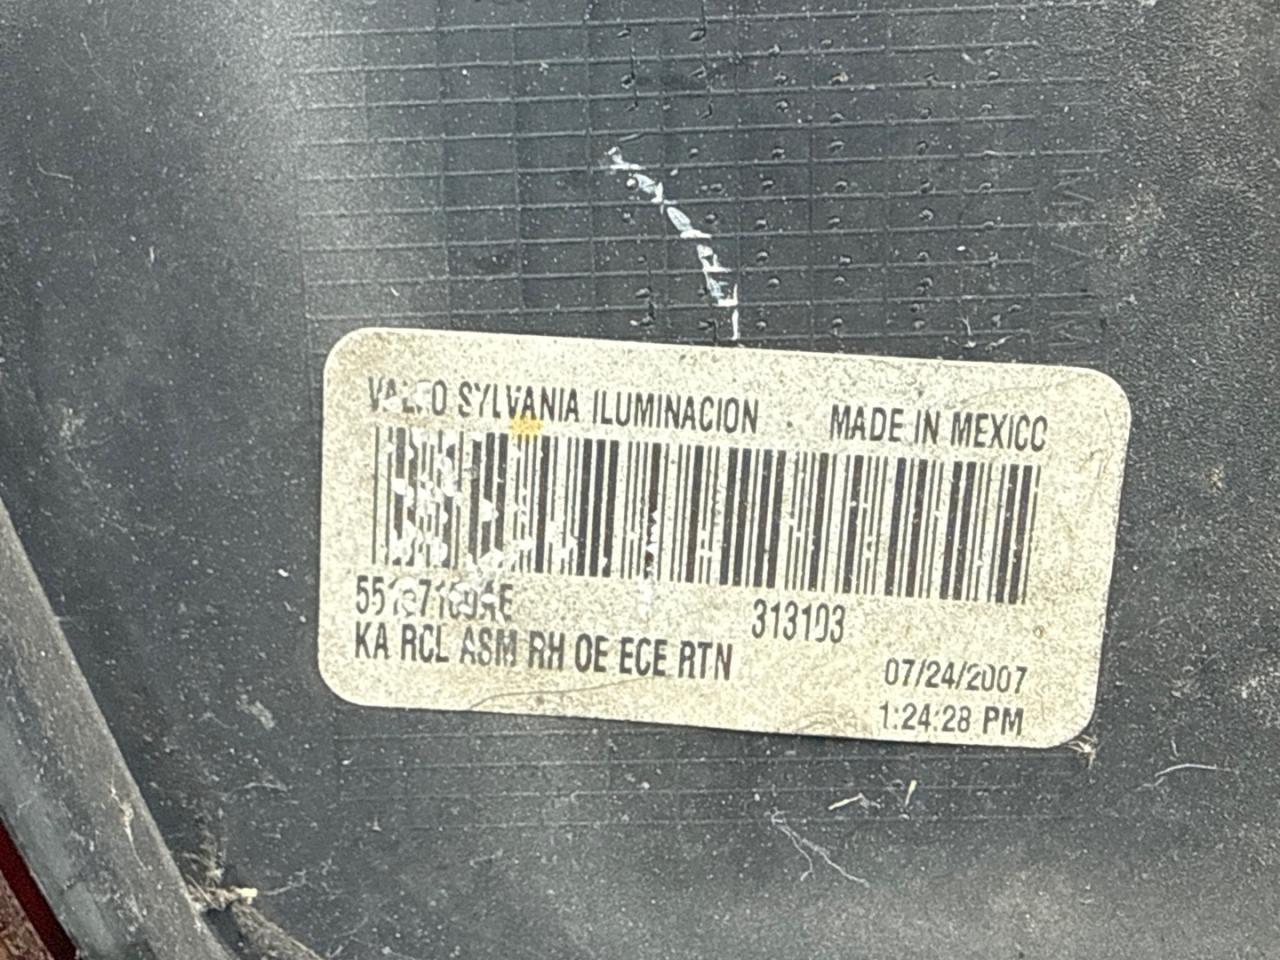 VALEO SYLVANIA ILUMINACION MADE IN MEXICO
313103
KA RCL ASM RH OE ECE RTN
07/24/2007
1:24:28 PM